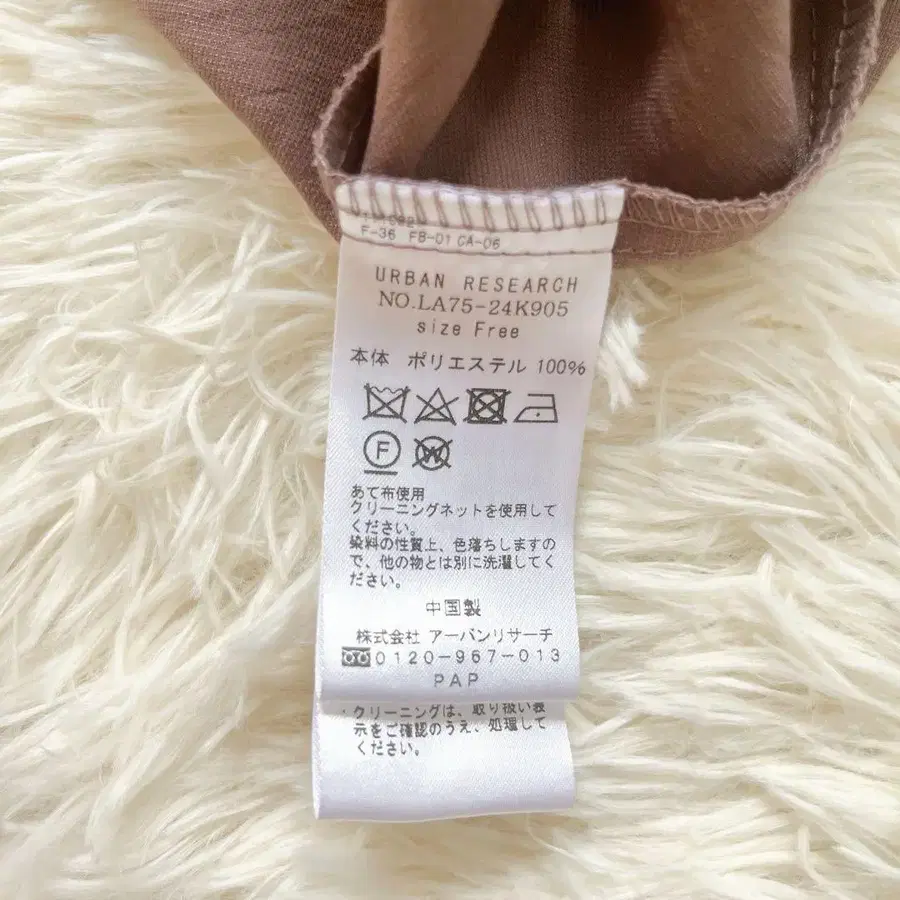 F-36 FB-01 CA-06
URBAN RESEARCH
NO.LA75-24K905
size Free
本体 ポリエステル 100%
F
W
あて布使用
クリーニングネットを使用して
ください。
染料の性質上、色落ちしますの
で、他の物とは別に洗濯してく
ださい。
中国製
株式会社 アーバンリサーチ
0120-967-013
PAP
・クリーニングは、取り扱い表
示をご確認のうえ、処理して
ください。